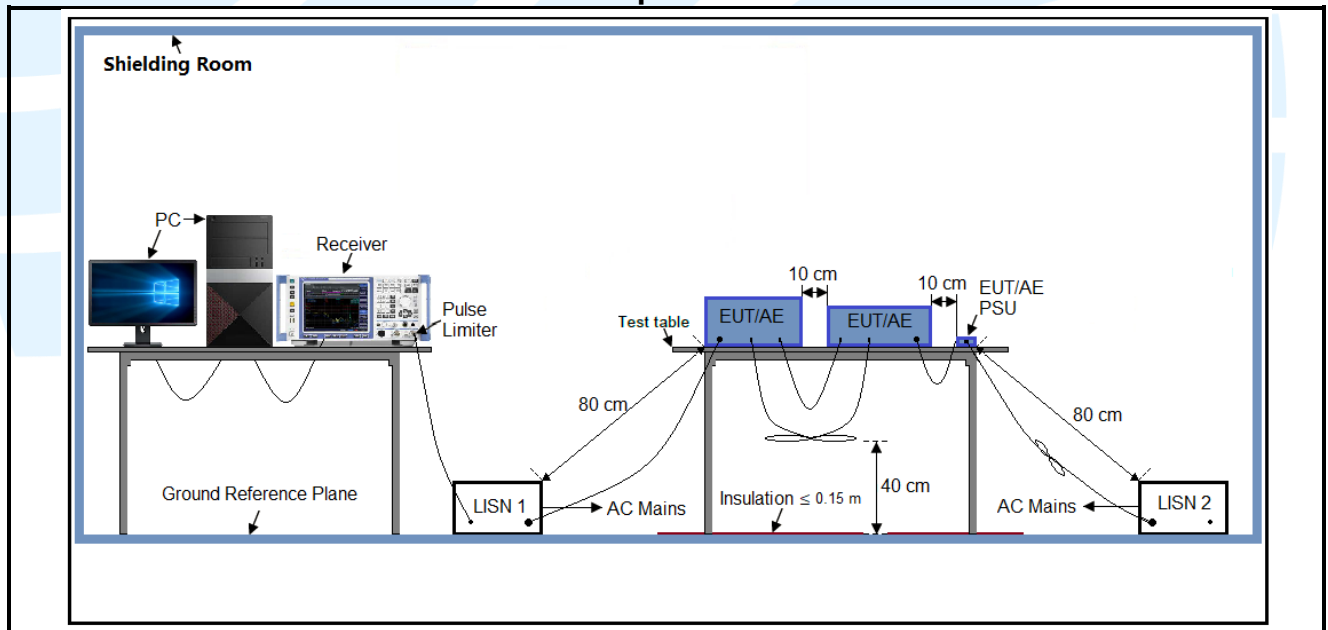 Shielding Room
PC
Receiver
Pulse
Limiter
10 cm
10 cm
EUT/AE
PSU
Test table
EUT/AE
EUT/AE
80 cm
80 cm
40 cm
Ground Reference Plane
LISN 1
AC Mains
Insulation ≤ 0.15 m
AC Mains
LISN 2